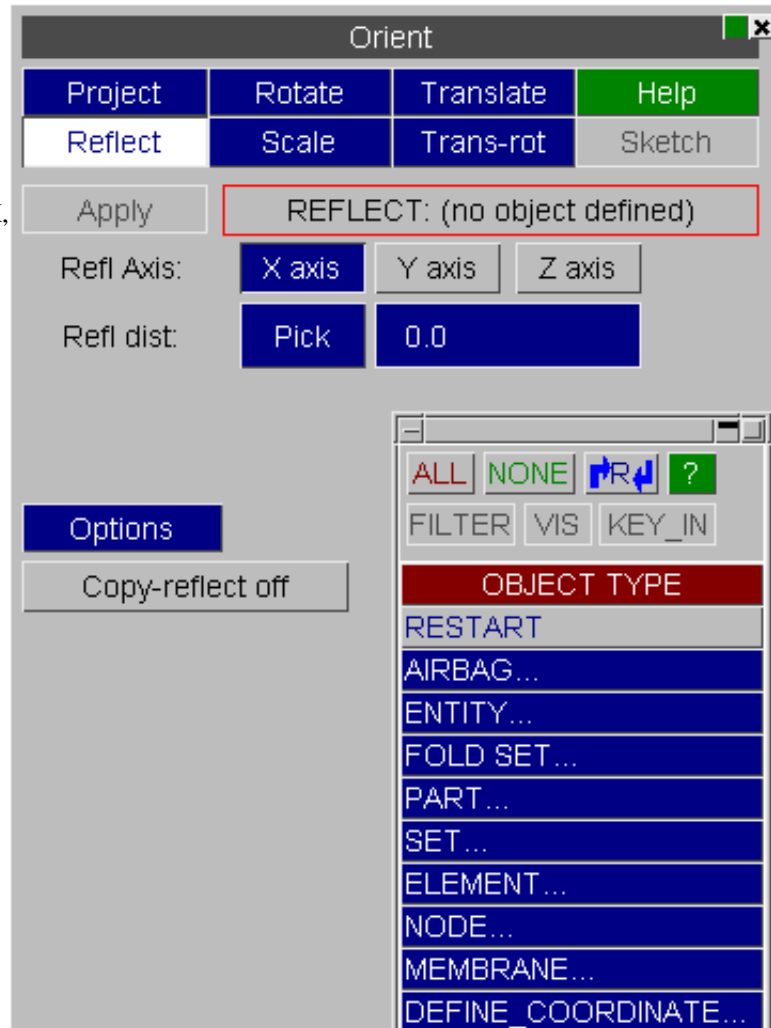 Orient
Project Rotate Translate Help
Reflect Scale Trans-rot Sketch
Apply REFLECT: (no object defined)
Refl Axis: X axis Y axis Z axis
Refl dist: Pick 0.0
ALL NONE R ?
Options
FILTER VIS KEY_IN
Copy-reflect off
OBJECT TYPE
RESTART
AIRBAG...
ENTITY...
FOLD SET...
PART...
SET...
ELEMENT...
NODE...
MEMBRANE...
DEFINE_COORDINATE...